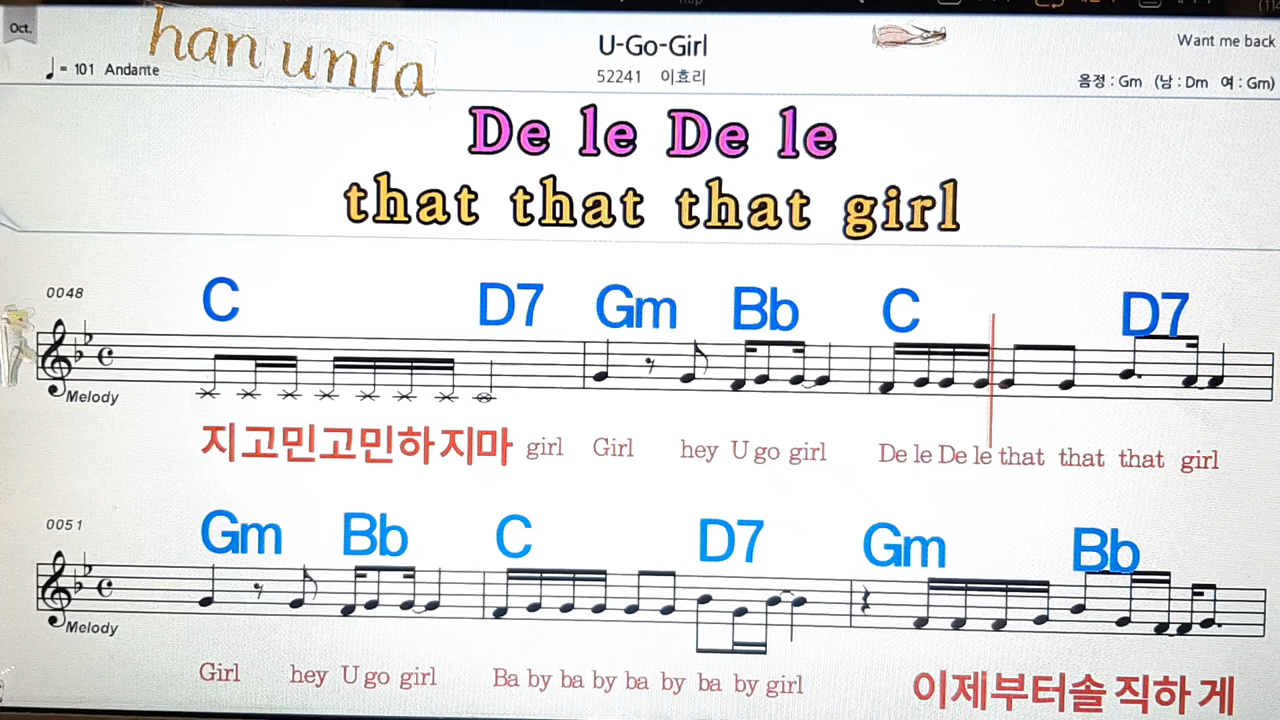 Oct.
han unfa
U-Go-Girl
Want me back
♩= 101 Andante
52241 이효리
음정 : Gm (남 : Dm 여 : Gm)
De le De le
that that that girl
0048
C D7 Gm Bb C D7
Melody
지고민고민하지마 girl Girl hey U go girl De le De le that that that girl
0051
Gm Bb C D7 Gm Bb
Melody
Girl hey U go girl Ba by ba by ba by ba by girl 이제부터솔직하게